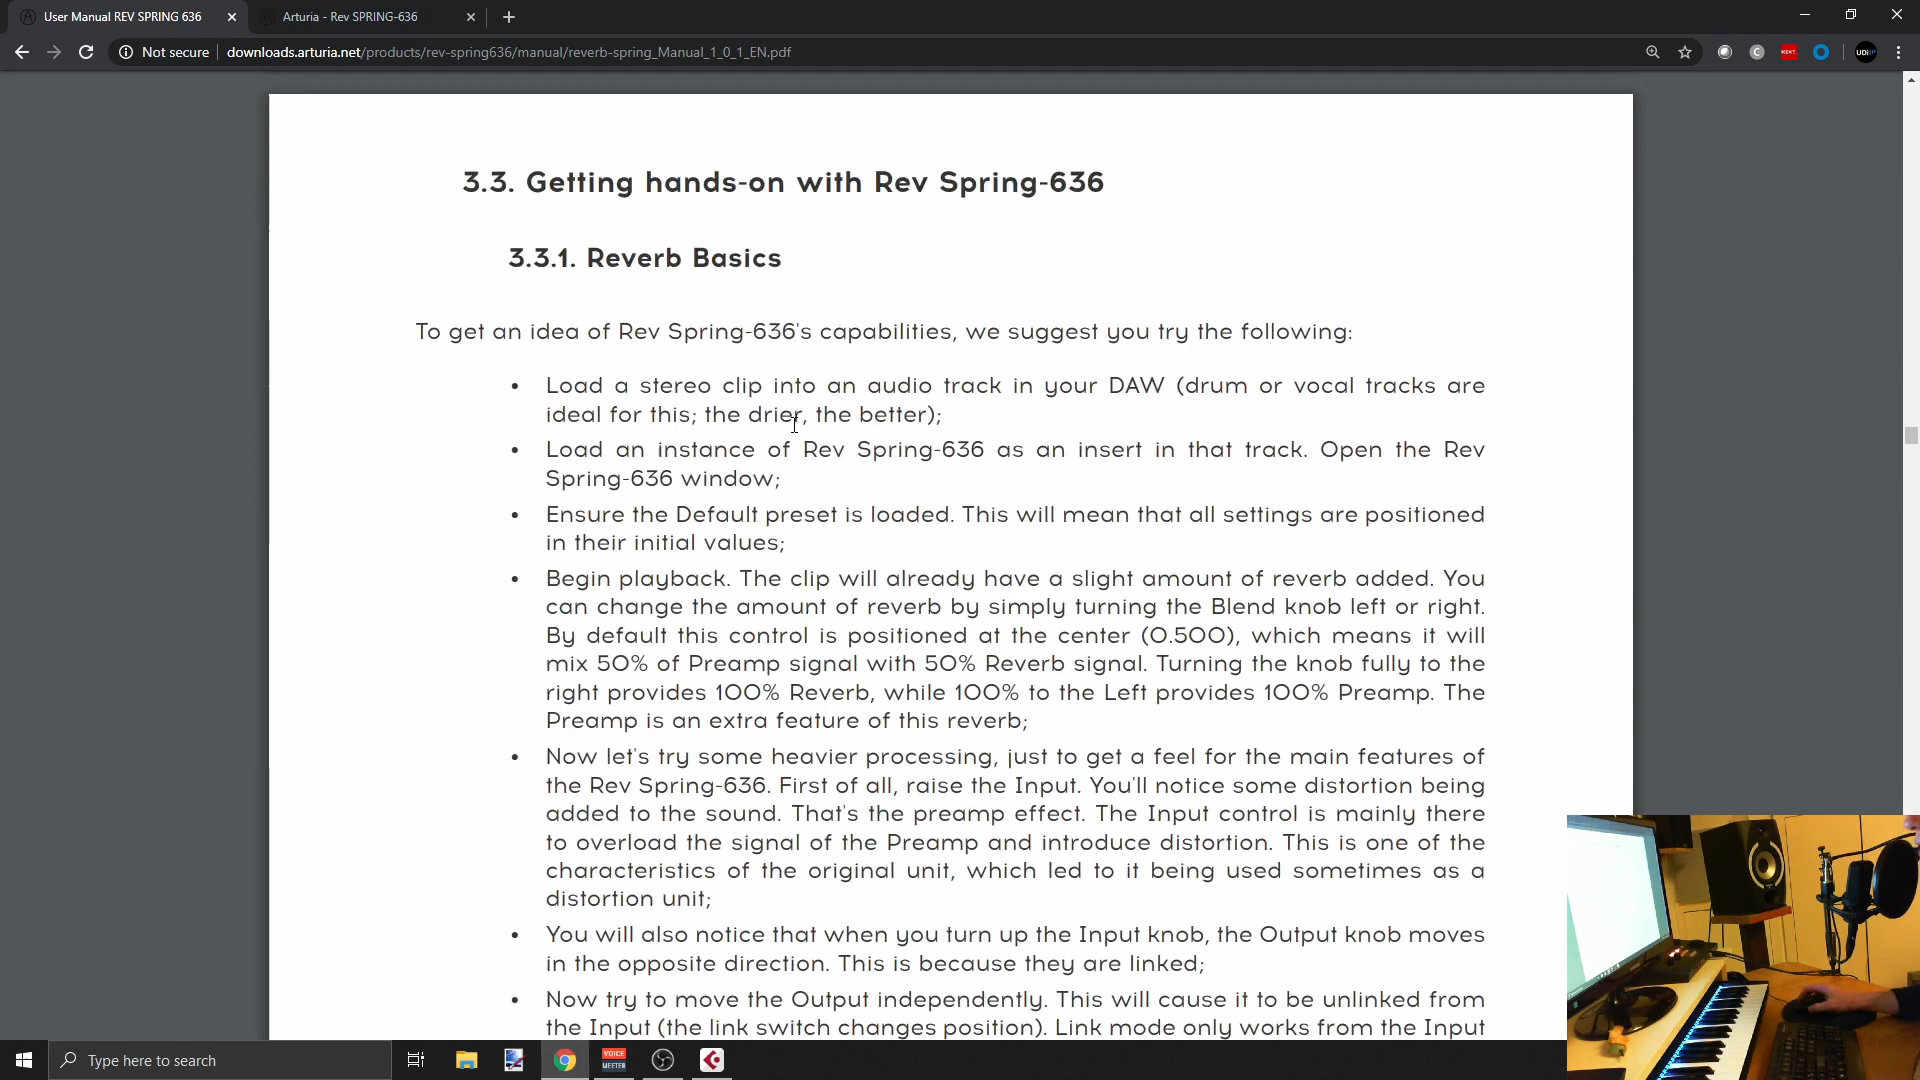 User Manual REV SPRING 636
Arturia - Rev SPRING-636
Not secure
downloads.arturia.net/products/rev-spring636/manual/reverb-spring_Manual_1_0_1_EN.pdf
3.3. Getting hands-on with Rev Spring-636
3.3.1. Reverb Basics
To get an idea of Rev Spring-636's capabilities, we suggest you try the following:
• Load a stereo clip into an audio track in your DAW (drum or vocal tracks are
ideal for this; the drier, the better);
• Load an instance of Rev Spring-636 as an insert in that track. Open the Rev
Spring-636 window;
• Ensure the Default preset is loaded. This will mean that all settings are positioned
in their initial values;
• Begin playback. The clip will already have a slight amount of reverb added. You
can change the amount of reverb by simply turning the Blend knob left or right.
By default this control is positioned at the center (0.500), which means it will
mix 50% of Preamp signal with 50% Reverb signal. Turning the knob fully to the
right provides 100% Reverb, while 100% to the Left provides 100% Preamp. The
Preamp is an extra feature of this reverb;
• Now let's try some heavier processing, just to get a feel for the main features of
the Rev Spring-636. First of all, raise the Input. You'll notice some distortion being
added to the sound. That's the preamp effect. The Input control is mainly there
to overload the signal of the Preamp and introduce distortion. This is one of the
characteristics of the original unit, which led to it being used sometimes as a
distortion unit;
• You will also notice that when you turn up the Input knob, the Output knob moves
in the opposite direction. This is because they are linked;
• Now try to move the Output independently. This will cause it to be unlinked from
the Input (the link switch changes position). Link mode only works from the Input
Type here to search
VOICE
MEETER